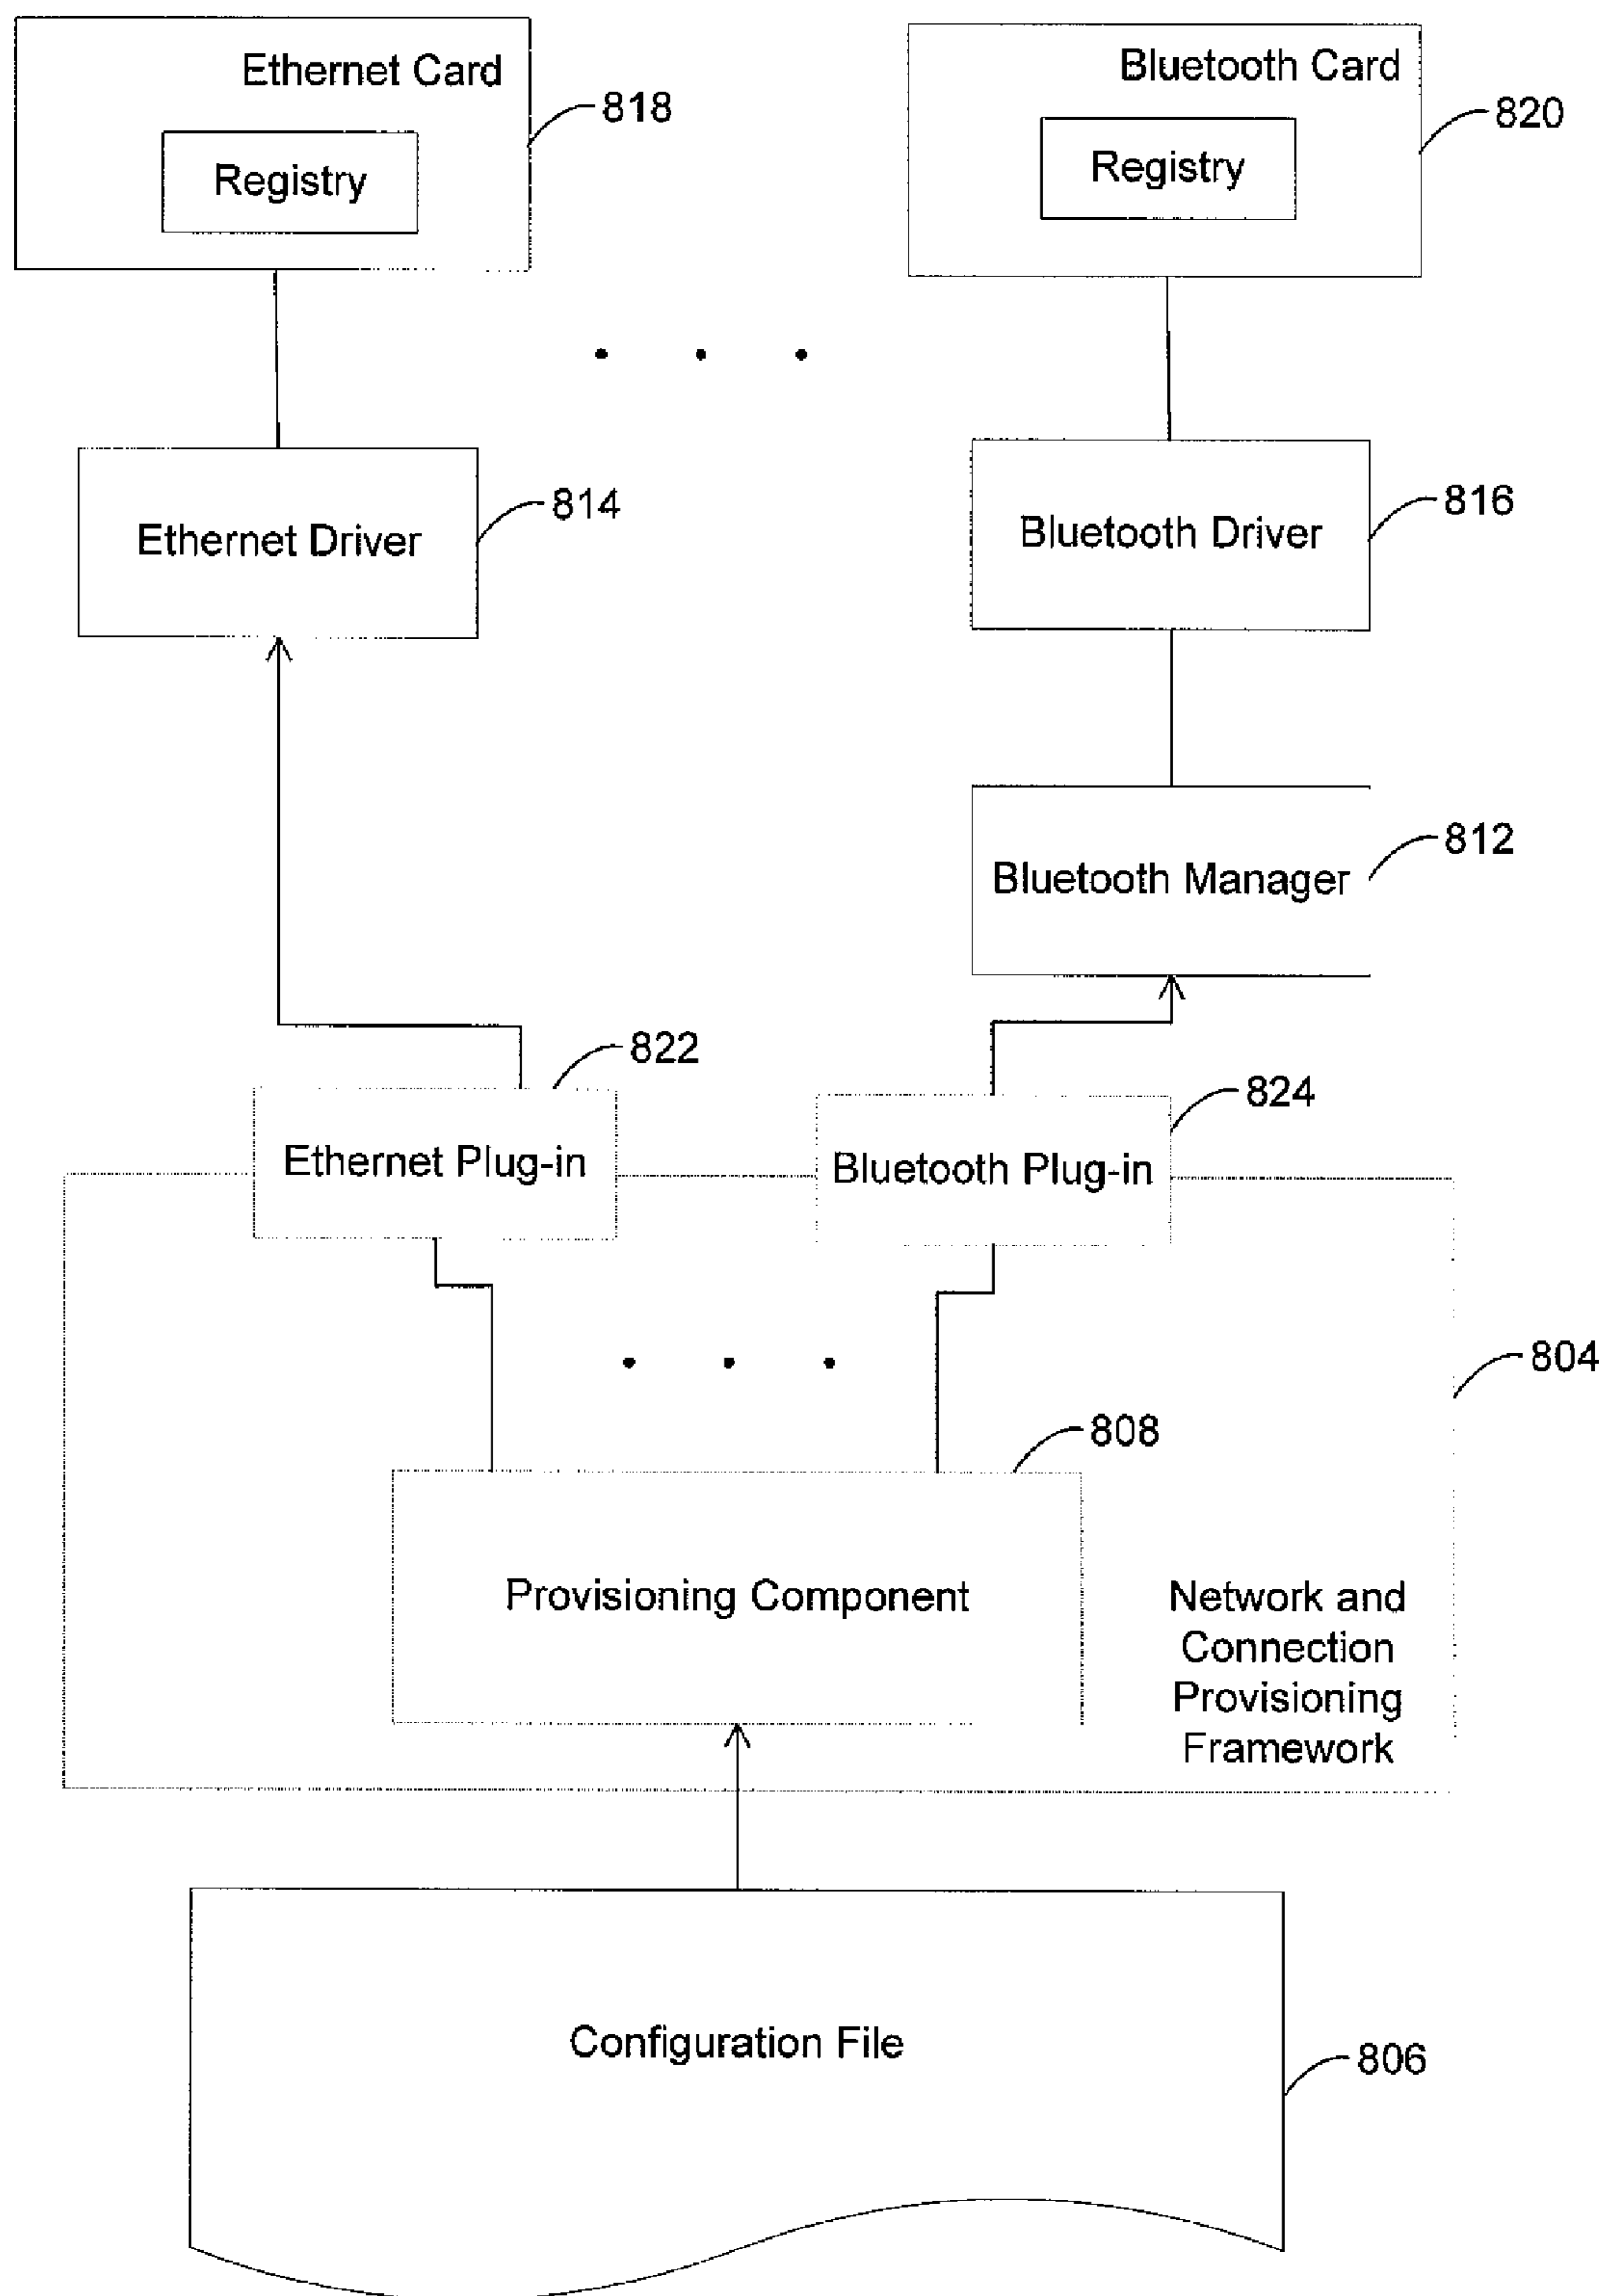 Ethernet Card
818
Registry
Bluetooth Card
820
Registry
Ethernet Driver
814
Bluetooth Driver
816
Bluetooth Manager
812
Ethernet Plug-in
822
Bluetooth Plug-in
824
804
808
Provisioning Component
Network and
Connection
Provisioning
Framework
Configuration File
806